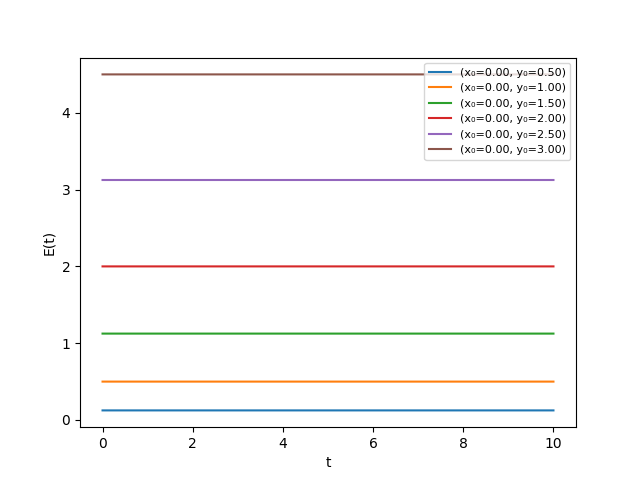 (x₀=0.00, y₀=0.50)
(x₀=0.00, y₀=1.00)
(x₀=0.00, y₀=1.50)
(x₀=0.00, y₀=2.00)
(x₀=0.00, y₀=2.50)
(x₀=0.00, y₀=3.00)
4
3
2
1
0
E(t)
0 2 4 6 8 10
t